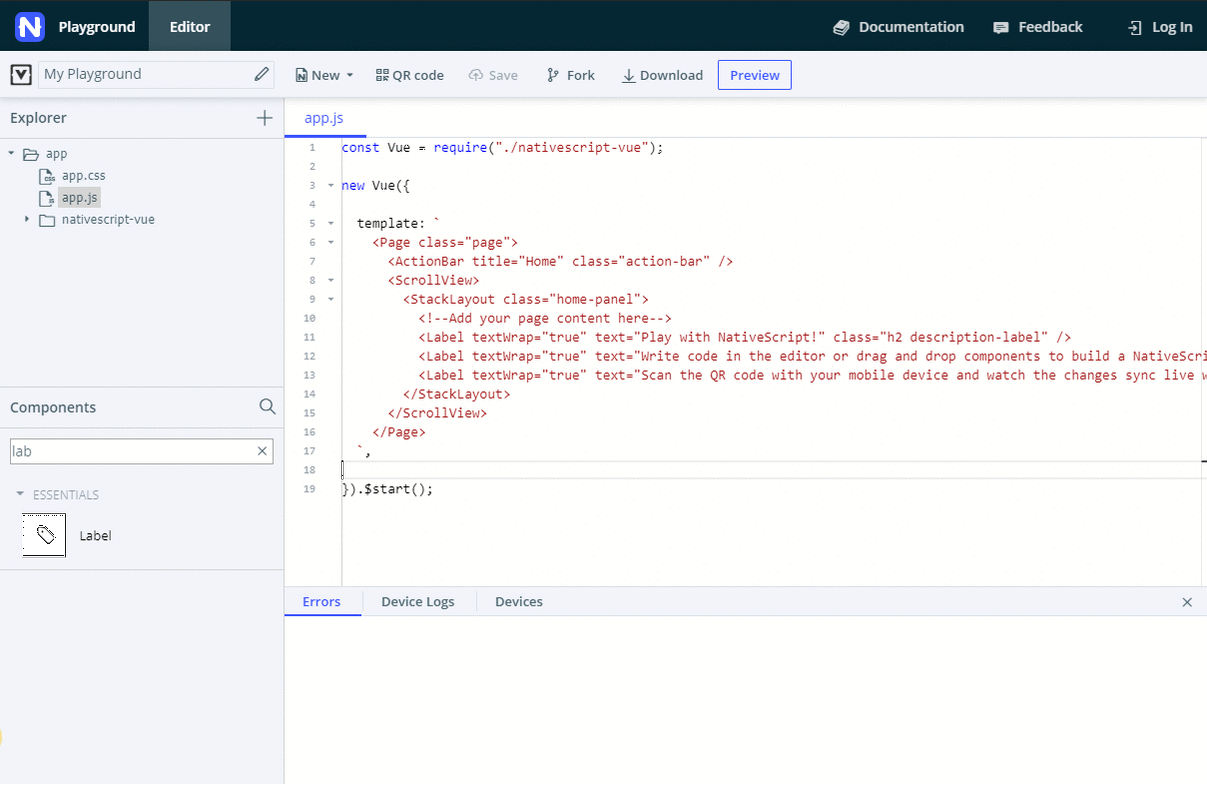 N Playground Editor Documentation Feedback Log In
My Playground New QR code Save Fork Download Preview
Explorer
app.js
app
app.css
app.js
nativescript-vue
1 const Vue = require("./nativescript-vue");
2
3 new Vue({
4
5 template: `
6 <Page class="page">
7 <ActionBar title="Home" class="action-bar" />
8 <ScrollView>
9 <StackLayout class="home-panel">
10 <!--Add your page content here-->
11 <Label textWrap="true" text="Play with NativeScript!" class="h2 description-label" />
12 <Label textWrap="true" text="Write code in the editor or drag and drop components to build a NativeScri
13 <Label textWrap="true" text="Scan the QR code with your mobile device and watch the changes sync live w
14 </StackLayout>
15 </ScrollView>
16 </Page>
17 `,
18
19 }).$start();
Components
lab
ESSENTIALS
Label
Errors Device Logs Devices